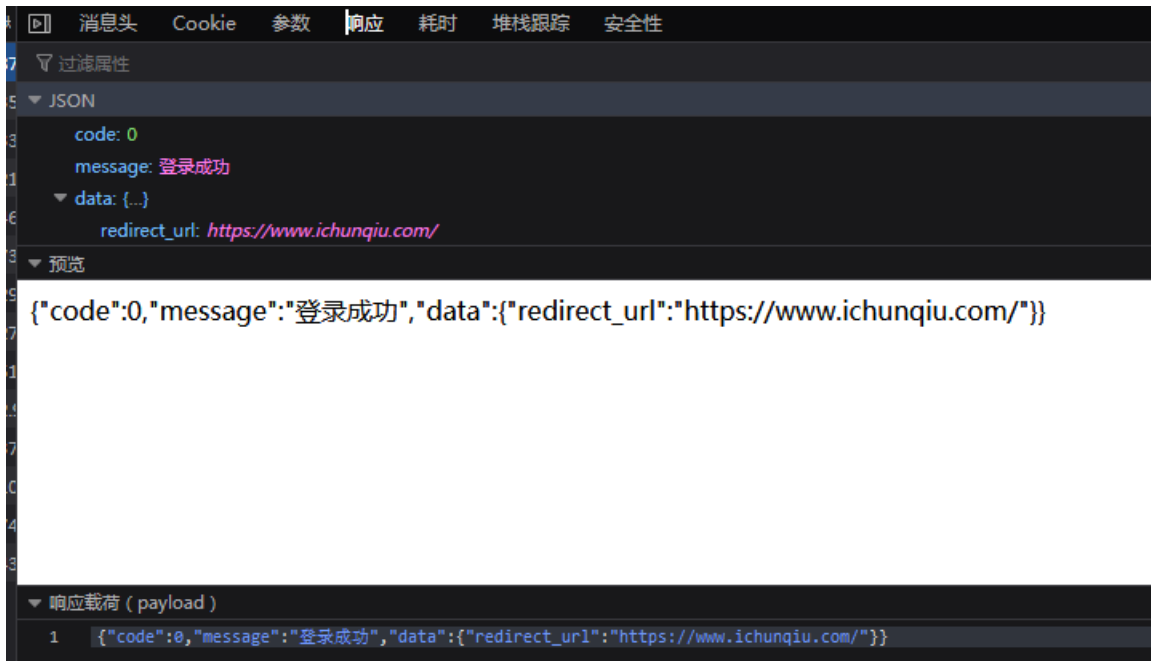 消息头 Cookie 参数 响应 耗时 堆栈跟踪 安全性
过滤属性
JSON
code: 0
message: 登录成功
data: {…}
redirect_url: https://www.ichunqiu.com/
预览
{"code":0,"message":"登录成功","data":{"redirect_url":"https://www.ichunqiu.com/"}}
响应载荷 ( payload )
1 {"code":0,"message":"登录成功","data":{"redirect_url":"https://www.ichunqiu.com/"}}